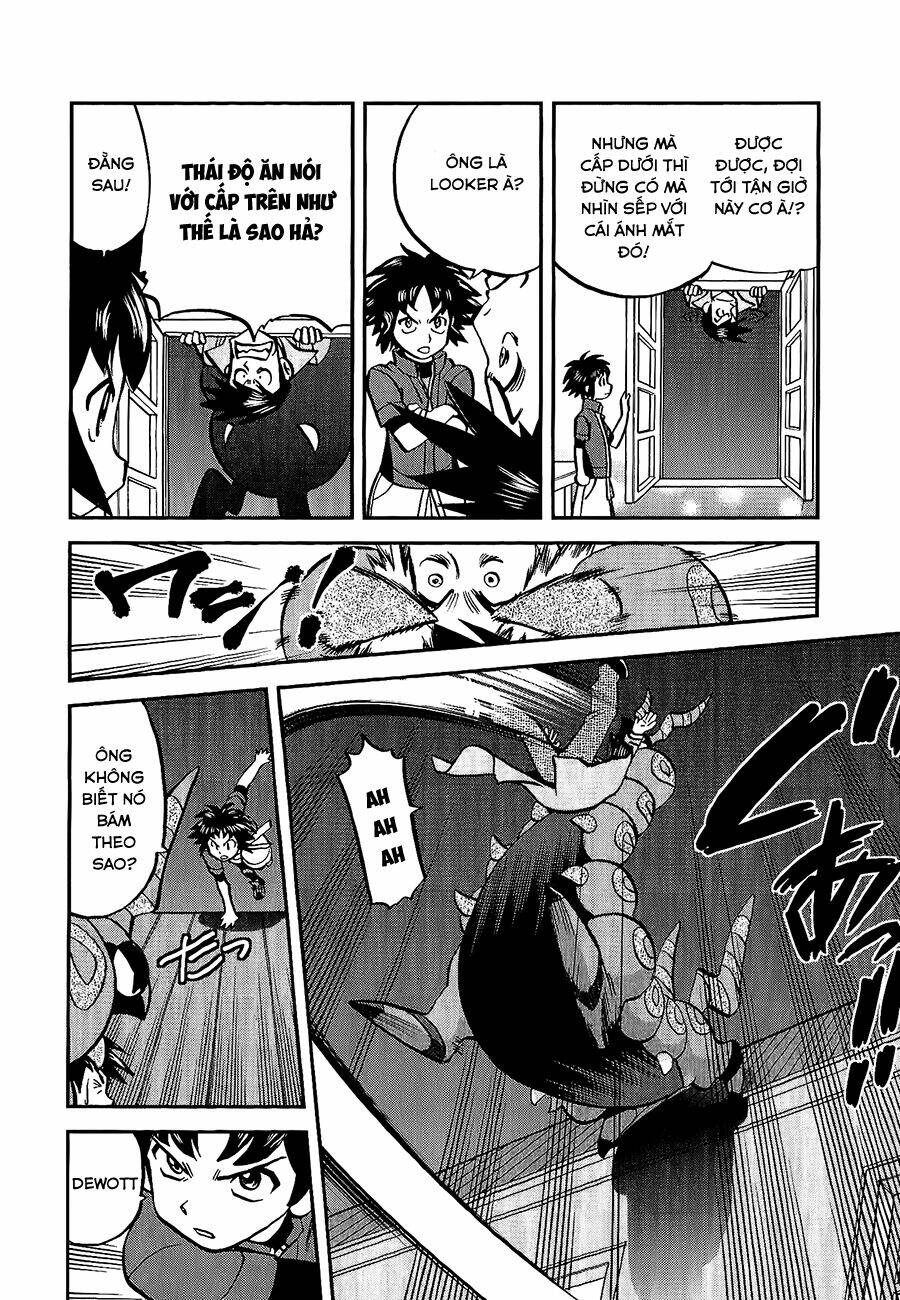 ĐƯỢC
ĐƯỢC, ĐỢI
TỚI TẬN GIỜ
NÀY CƠ À!?
NHƯNG MÀ
CẤP DƯỚI THÌ
ĐỪNG CÓ MÀ
NHÌN SẾP VỚI
CÁI ÁNH MẮT
ĐÓ!
ÔNG LÀ
LOOKER À?
THÁI ĐỘ ĂN NÓI
VỚI CẤP TRÊN NHƯ
THẾ LÀ SAO HẢ?
ĐẰNG
SAU!
AH
AH
AH
ÔNG
KHÔNG
BIẾT NÓ
BÁM
THEO
SAO?
たっ
DEWOTT